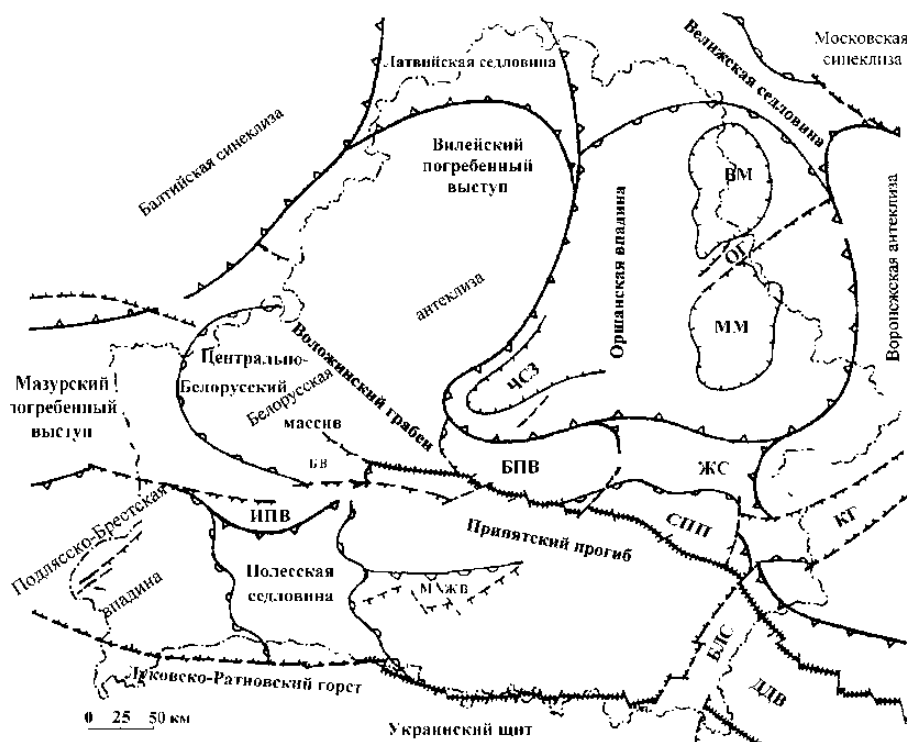 Московская
синеклиза
Велижская седловина
Латвийская седловина
Вилейский
погребенный
выступ
Балтийская синеклиза
ВМ
ОГ
Оршанская впадина
Воронежская антеклиза
антеклиза
ММ
Центрально-
Белорусский
массив
Белорусская
Воложинский грабен
ЧСЗ
Мазурский
погребенный
выступ
БВ
БПВ
ЖС
Подлясско-Брестская
впадина
ИПВ
Припятский прогиб
СПП
КГ
Полесская
седловина
БЛС
ДДВ
Луковско-Ратновский горст
0 25 50 км
Украинский щит